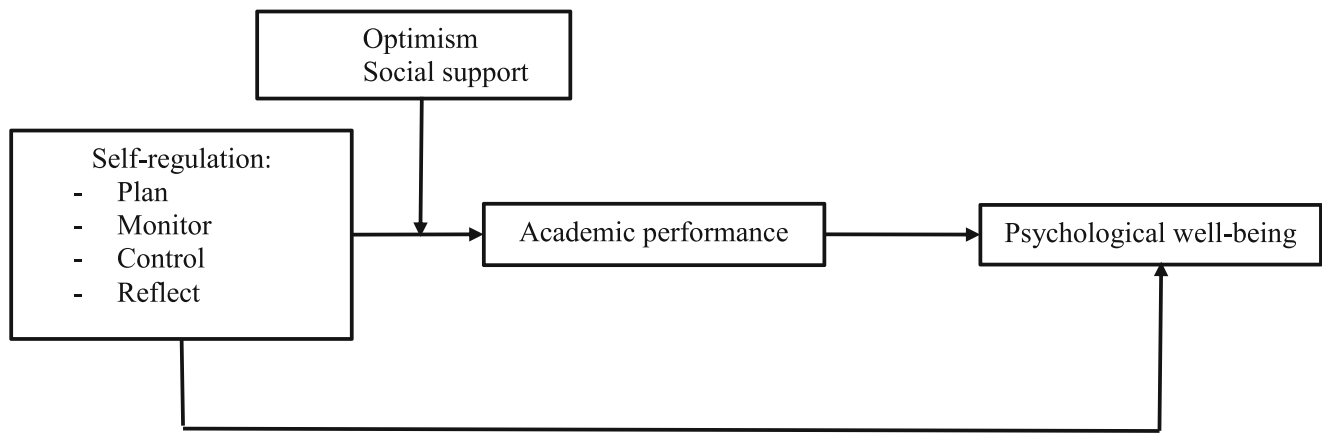 Optimism
Social support
Self-regulation:
- Plan
- Monitor
- Control
- Reflect
Academic performance
Psychological well-being